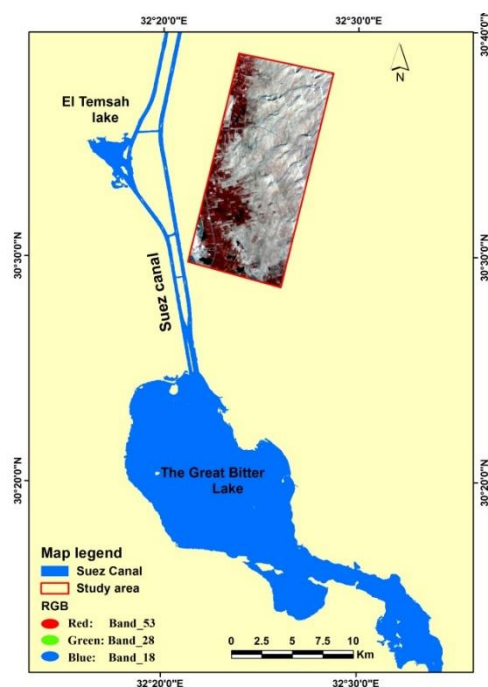 32°20'0"E 32°30'0"E
30°40'0"N
N
El Temsah
lake
30°30'0"N
30°30'0"N
Suez canal
30°20'0"N
30°20'0"N
The Great Bitter
Lake
Map legend
Suez Canal
Study area
RGB
Red: Band_53
Green: Band_28
Blue: Band_18
0 2.5 5 7.5 10
Km
32°20'0"E 32°30'0"E